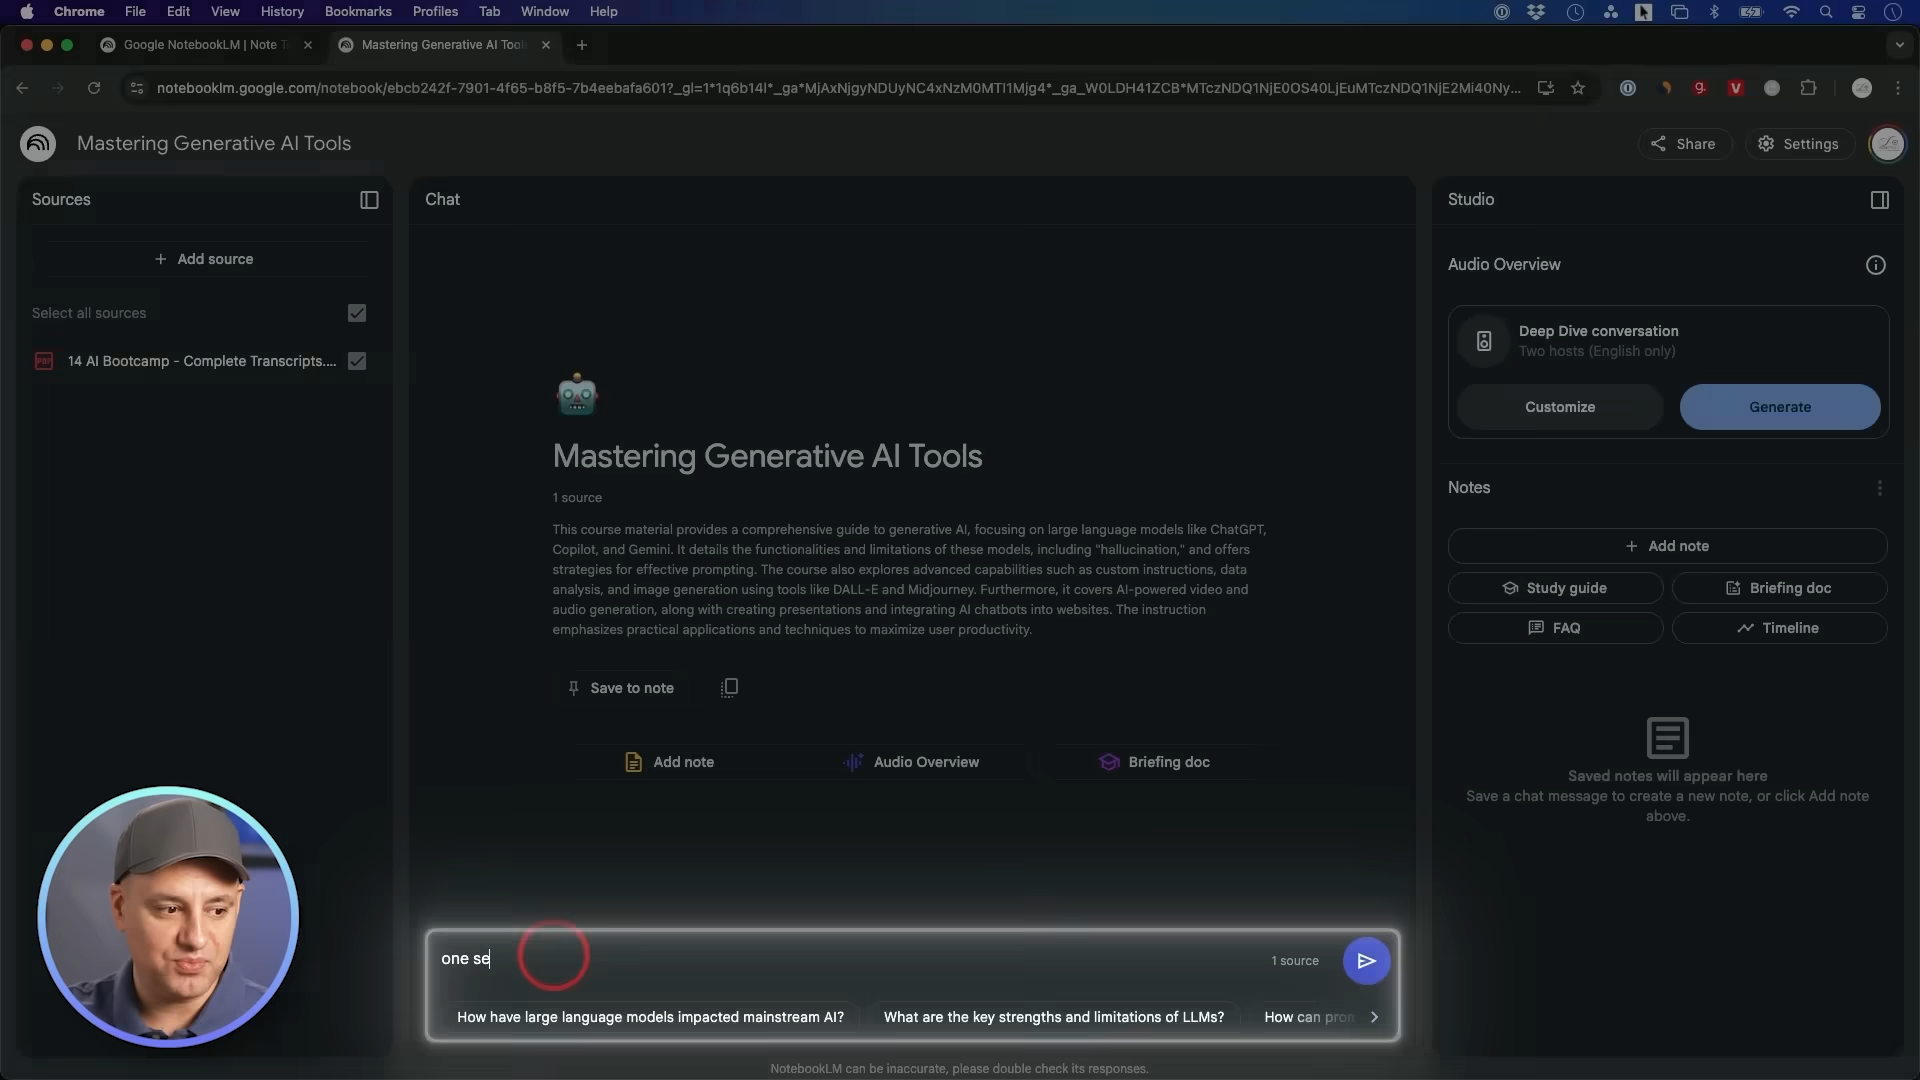 Chrome File Edit View History Bookmarks Profiles Tab Window Help
Google NotebookLM | Note T
Mastering Generative AI Tools
notebooklm.google.com/notebook/ebcb242f-7901-4f65-b8f5-7b4eebafa601?_gl=1*1q6b14l*_ga*MjAxNjgyNDUyNC4xNzM0MTI1Mjg4*_ga_W0LDH41ZCB*MTczNDQ1NjE0OS40LjEuMTczNDQ1NjE2Mi40Ny...
Mastering Generative AI Tools
Share
Settings
Sources
Add source
Select all sources
PDF
14 AI Bootcamp - Complete Transcripts....
Chat
Mastering Generative AI Tools
1 source
This course material provides a comprehensive guide to generative AI, focusing on large language models like ChatGPT,
Copilot, and Gemini. It details the functionalities and limitations of these models, including "hallucination," and offers
strategies for effective prompting. The course also explores advanced capabilities such as custom instructions, data
analysis, and image generation using tools like DALL-E and Midjourney. Furthermore, it covers AI-powered video and
audio generation, along with creating presentations and integrating AI chatbots into websites. The instruction
emphasizes practical applications and techniques to maximize user productivity.
Save to note
Add note
Audio Overview
Briefing doc
one se
1 source
How have large language models impacted mainstream AI?
What are the key strengths and limitations of LLMs?
How can prom
NotebookLM can be inaccurate, please double check its responses.
Studio
Audio Overview
Deep Dive conversation
Two hosts (English only)
Customize
Generate
Notes
Add note
Study guide
Briefing doc
FAQ
Timeline
Saved notes will appear here
Save a chat message to create a new note, or click Add note
above.